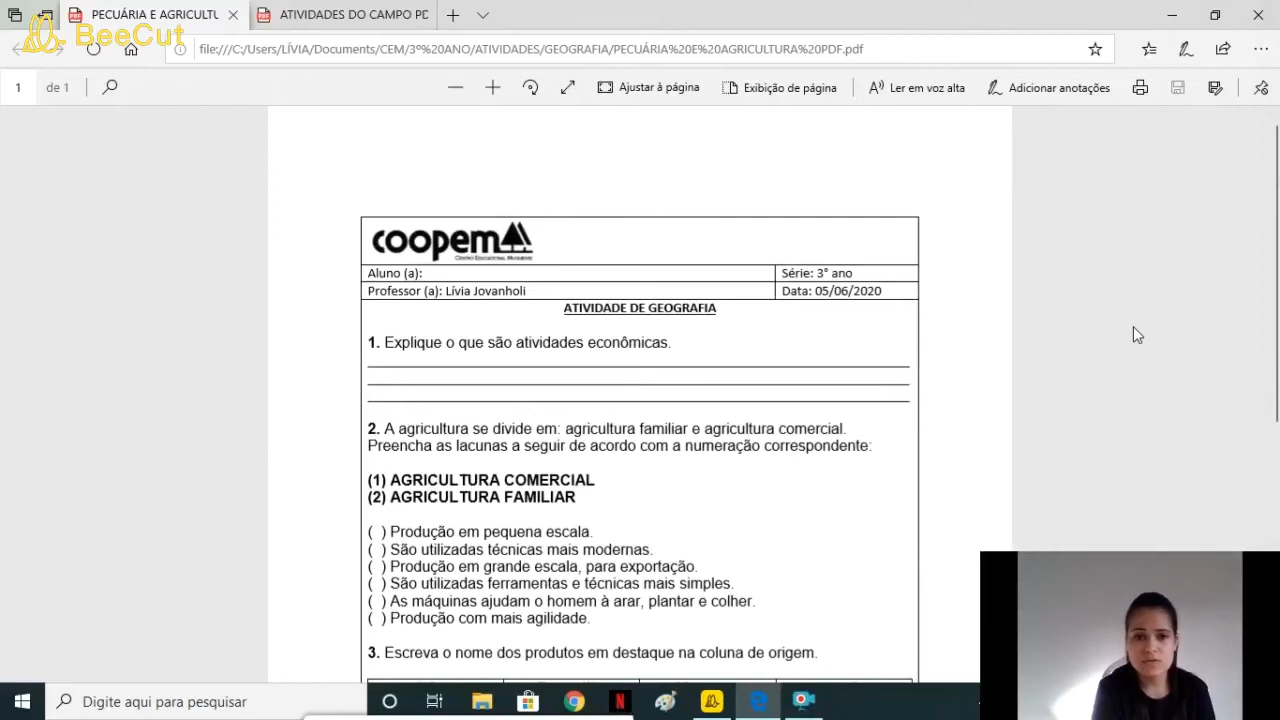 PECUÁRIA E AGRICULTU
ATIVIDADES DO CAMPO PD
BeeCut
file:///C:/Users/LÍVIA/Documents/CEM/3º%20ANO/ATIVIDADES/GEOGRAFIA/PECUÁRIA%20E%20AGRICULTURA%20PDF.pdf
1 de 1
Ajustar à página
Exibição de página
Ler em voz alta
Adicionar anotações
coopem
CENTRO EDUCACIONAL MUQUIENSE
Aluno (a):
Série: 3° ano
Professor (a): Lívia Jovanholi
Data: 05/06/2020
ATIVIDADE DE GEOGRAFIA
1. Explique o que são atividades econômicas.
2. A agricultura se divide em: agricultura familiar e agricultura comercial.
Preencha as lacunas a seguir de acordo com a numeração correspondente:
(1) AGRICULTURA COMERCIAL
(2) AGRICULTURA FAMILIAR
( ) Produção em pequena escala.
( ) São utilizadas técnicas mais modernas.
( ) Produção em grande escala, para exportação.
( ) São utilizadas ferramentas e técnicas mais simples.
( ) As máquinas ajudam o homem à arar, plantar e colher.
( ) Produção com mais agilidade.
3. Escreva o nome dos produtos em destaque na coluna de origem.
Digite aqui para pesquisar